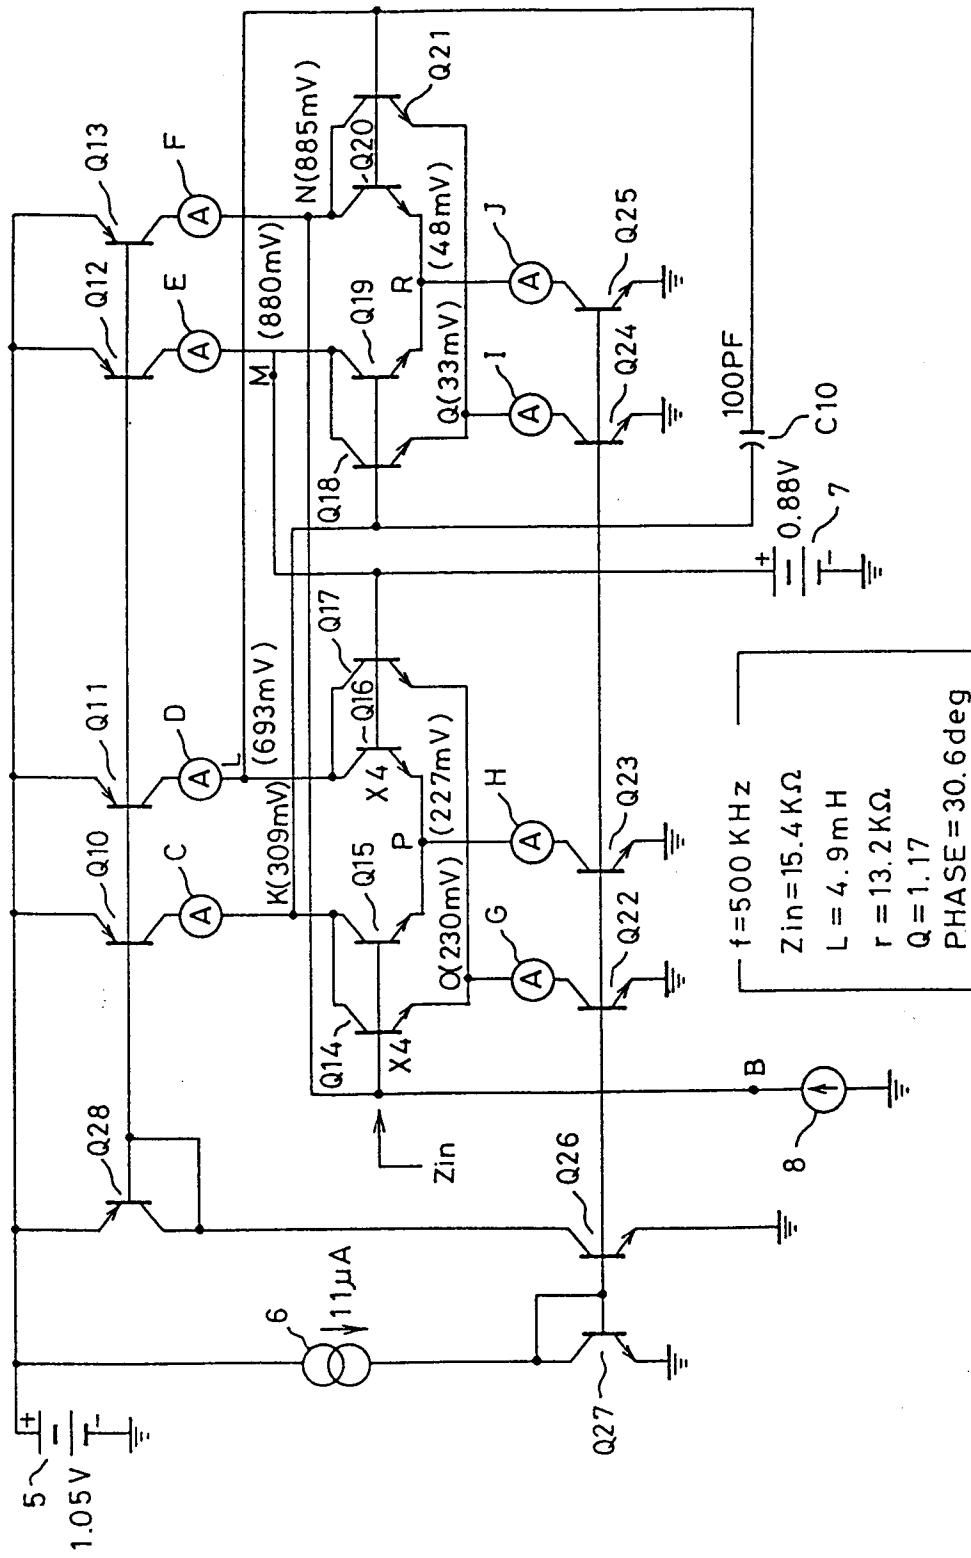 5
1.05V
6
11μA
Q28
Q10
Q11
Q12
Q13
A
C
A
D
A
E
A
F
K(309mV)
L
(693mV)
M
(880mV)
N(885mV)
Q14
X4
Q15
Q16
X4
Q17
Q18
Q19
Q20
Q21
P
(227mV)
O(230mV)
R
(48mV)
Q(33mV)
A
G
A
H
A
I
A
J
Q22
Q23
Q24
Q25
Q26
Q27
Zin
B
8
0.88V
7
100PF
C10
f=500KHz
Zin=15.4KΩ
L=4.9mH
r=13.2KΩ
Q=1.17
PHASE=30.6deg
+
−
+
−